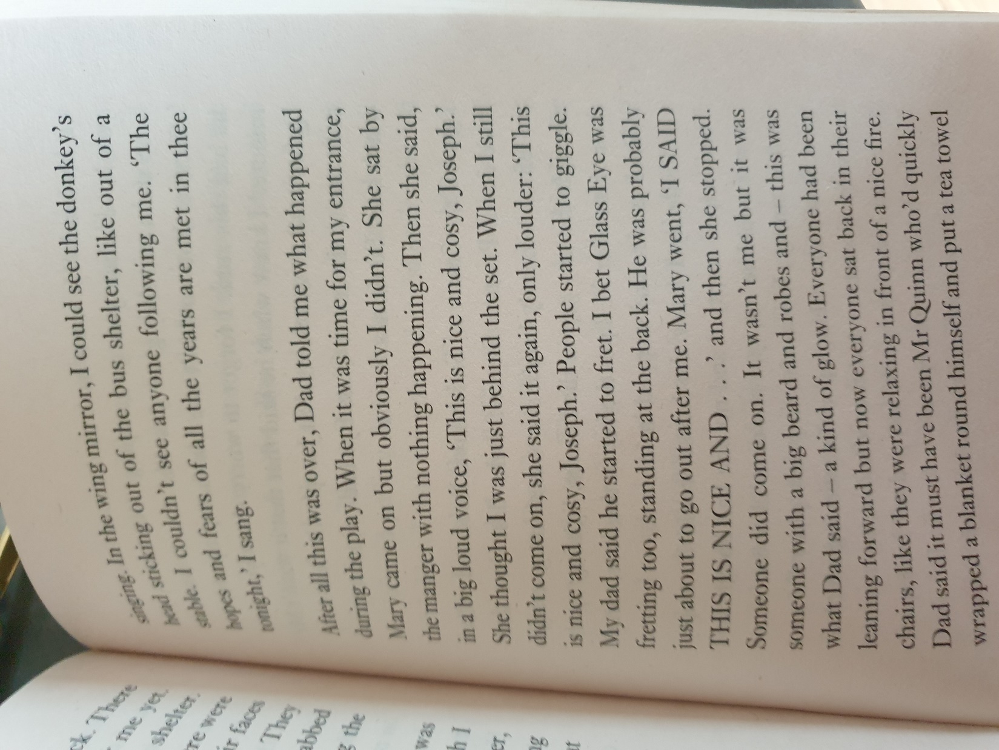 ck. There
me yet.
shelter.
were
faces
They
the
was
h I
singing. In the wing mirror, I could see the donkey's
head sticking out of the bus shelter, like out of a
stable. I couldn't see anyone following me. 'The
hopes and fears of all the years are met in thee
tonight,' I sang.
After all this was over, Dad told me what happened
during the play. When it was time for my entrance,
Mary came on but obviously I didn't. She sat by
the manger with nothing happening. Then she said,
in a big loud voice, 'This is nice and cosy, Joseph.'
She thought I was just behind the set. When I still
didn't come on, she said it again, only louder: 'This
is nice and cosy, Joseph.' People started to giggle.
My dad said he started to fret. I bet Glass Eye was
fretting too, standing at the back. He was probably
just about to go out after me. Mary went, 'I SAID
THIS IS NICE AND . . .' and then she stopped.
Someone did come on. It wasn't me but it was
someone with a big beard and robes and – this was
what Dad said – a kind of glow. Everyone had been
leaning forward but now everyone sat back in their
chairs, like they were relaxing in front of a nice fire.
Dad said it must have been Mr Quinn who'd quickly
wrapped a blanket round himself and put a tea towel